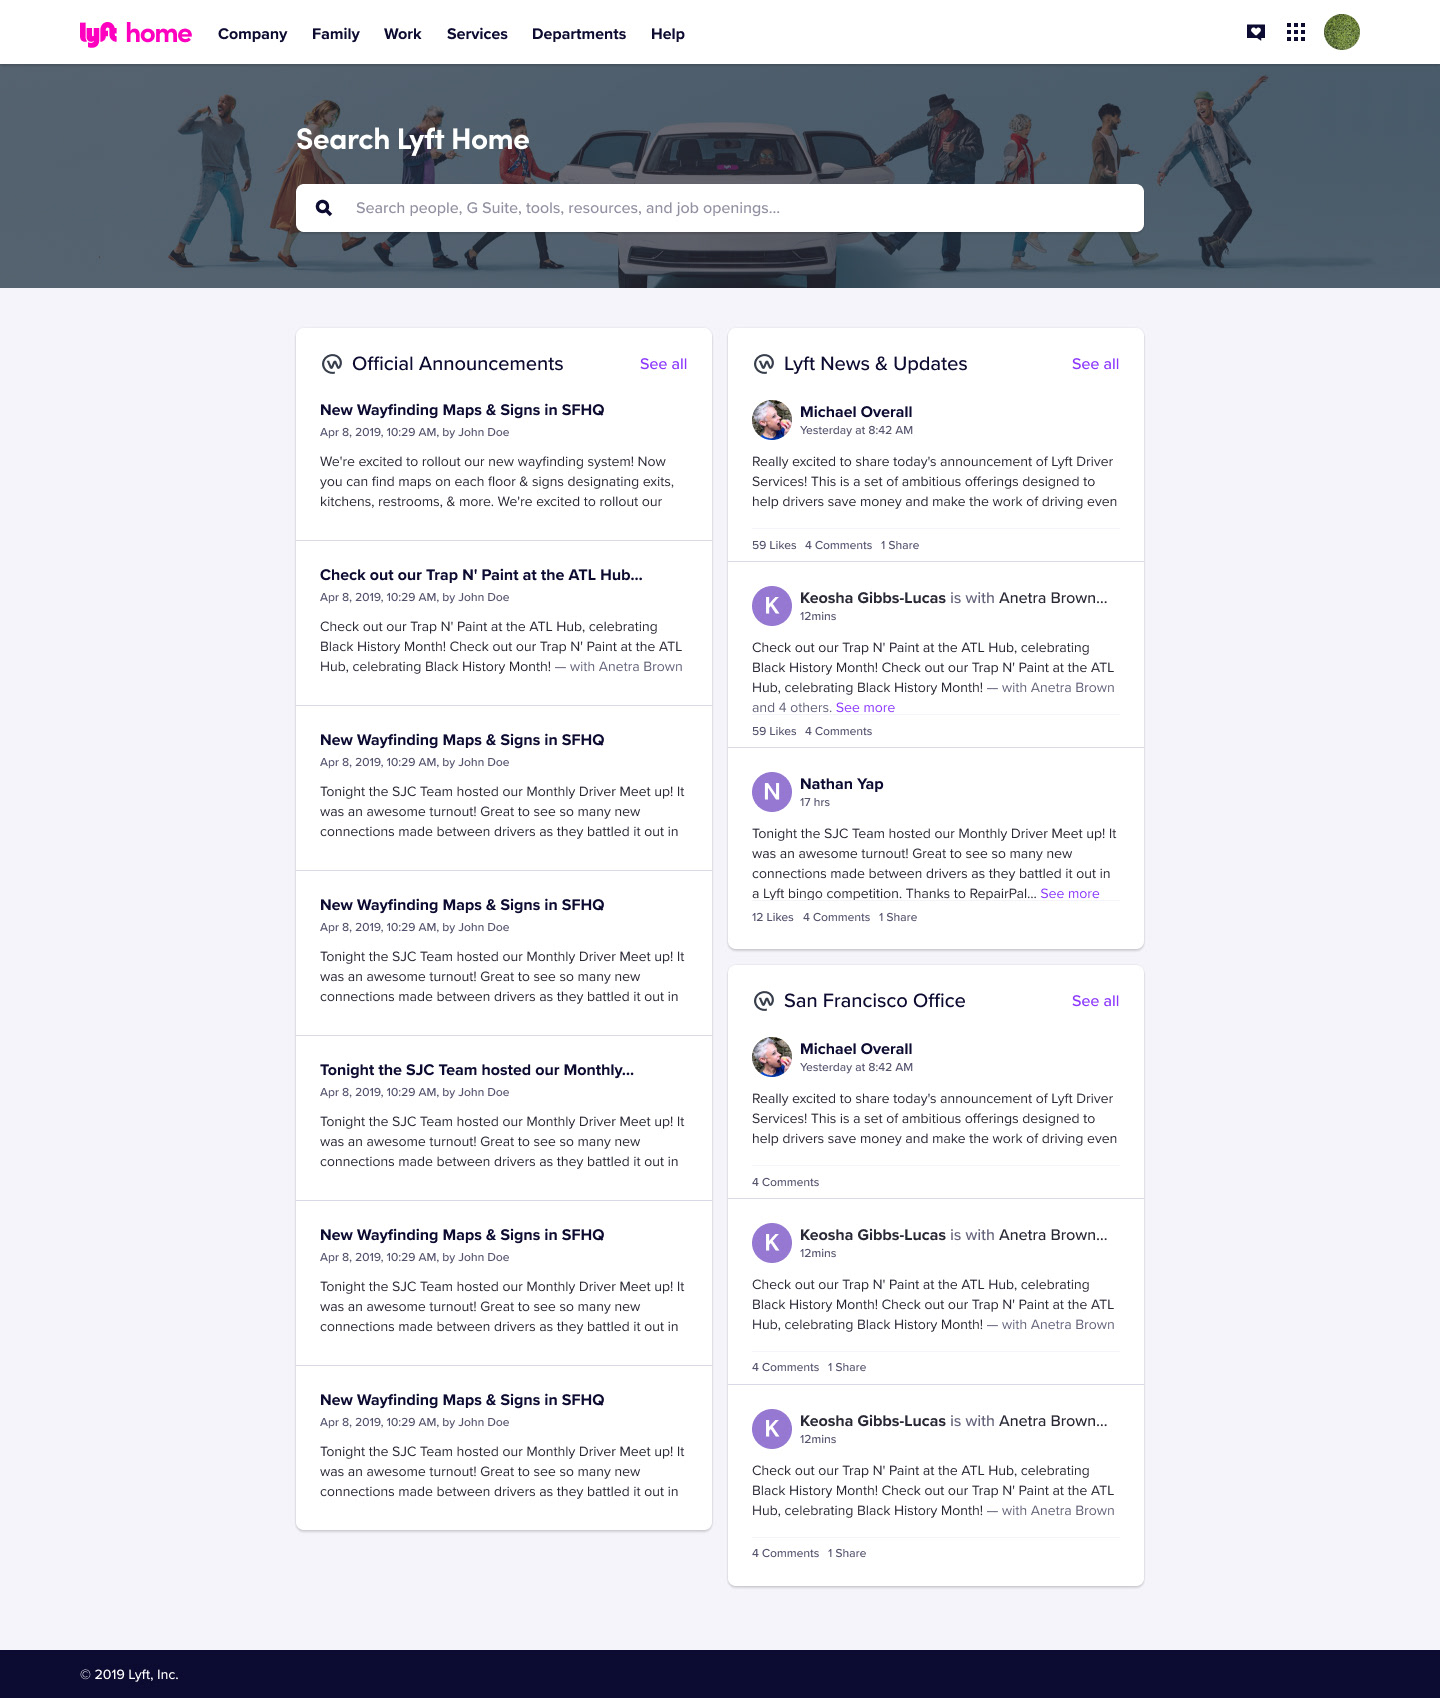 lyft home
Company Family Work Services Departments Help
Search Lyft Home
Search people, G Suite, tools, resources, and job openings...
Official Announcements See all
New Wayfinding Maps & Signs in SFHQ
Apr 8, 2019, 10:29 AM, by John Doe
We're excited to rollout our new wayfinding system! Now
you can find maps on each floor & signs designating exits,
kitchens, restrooms, & more. We're excited to rollout our
Check out our Trap N' Paint at the ATL Hub...
Apr 8, 2019, 10:29 AM, by John Doe
Check out our Trap N' Paint at the ATL Hub, celebrating
Black History Month! Check out our Trap N' Paint at the ATL
Hub, celebrating Black History Month! — with Anetra Brown
New Wayfinding Maps & Signs in SFHQ
Apr 8, 2019, 10:29 AM, by John Doe
Tonight the SJC Team hosted our Monthly Driver Meet up! It
was an awesome turnout! Great to see so many new
connections made between drivers as they battled it out in
New Wayfinding Maps & Signs in SFHQ
Apr 8, 2019, 10:29 AM, by John Doe
Tonight the SJC Team hosted our Monthly Driver Meet up! It
was an awesome turnout! Great to see so many new
connections made between drivers as they battled it out in
Tonight the SJC Team hosted our Monthly...
Apr 8, 2019, 10:29 AM, by John Doe
Tonight the SJC Team hosted our Monthly Driver Meet up! It
was an awesome turnout! Great to see so many new
connections made between drivers as they battled it out in
New Wayfinding Maps & Signs in SFHQ
Apr 8, 2019, 10:29 AM, by John Doe
Tonight the SJC Team hosted our Monthly Driver Meet up! It
was an awesome turnout! Great to see so many new
connections made between drivers as they battled it out in
New Wayfinding Maps & Signs in SFHQ
Apr 8, 2019, 10:29 AM, by John Doe
Tonight the SJC Team hosted our Monthly Driver Meet up! It
was an awesome turnout! Great to see so many new
connections made between drivers as they battled it out in
Lyft News & Updates See all
Michael Overall
Yesterday at 8:42 AM
Really excited to share today's announcement of Lyft Driver
Services! This is a set of ambitious offerings designed to
help drivers save money and make the work of driving even
59 Likes 4 Comments 1 Share
K
Keosha Gibbs-Lucas is with Anetra Brown...
12mins
Check out our Trap N' Paint at the ATL Hub, celebrating
Black History Month! Check out our Trap N' Paint at the ATL
Hub, celebrating Black History Month! — with Anetra Brown
and 4 others. See more
59 Likes 4 Comments
N
Nathan Yap
17 hrs
Tonight the SJC Team hosted our Monthly Driver Meet up! It
was an awesome turnout! Great to see so many new
connections made between drivers as they battled it out in
a Lyft bingo competition. Thanks to RepairPal... See more
12 Likes 4 Comments 1 Share
San Francisco Office See all
Michael Overall
Yesterday at 8:42 AM
Really excited to share today's announcement of Lyft Driver
Services! This is a set of ambitious offerings designed to
help drivers save money and make the work of driving even
4 Comments
K
Keosha Gibbs-Lucas is with Anetra Brown...
12mins
Check out our Trap N' Paint at the ATL Hub, celebrating
Black History Month! Check out our Trap N' Paint at the ATL
Hub, celebrating Black History Month! — with Anetra Brown
4 Comments 1 Share
K
Keosha Gibbs-Lucas is with Anetra Brown...
12mins
Check out our Trap N' Paint at the ATL Hub, celebrating
Black History Month! Check out our Trap N' Paint at the ATL
Hub, celebrating Black History Month! — with Anetra Brown
4 Comments 1 Share
© 2019 Lyft, Inc.